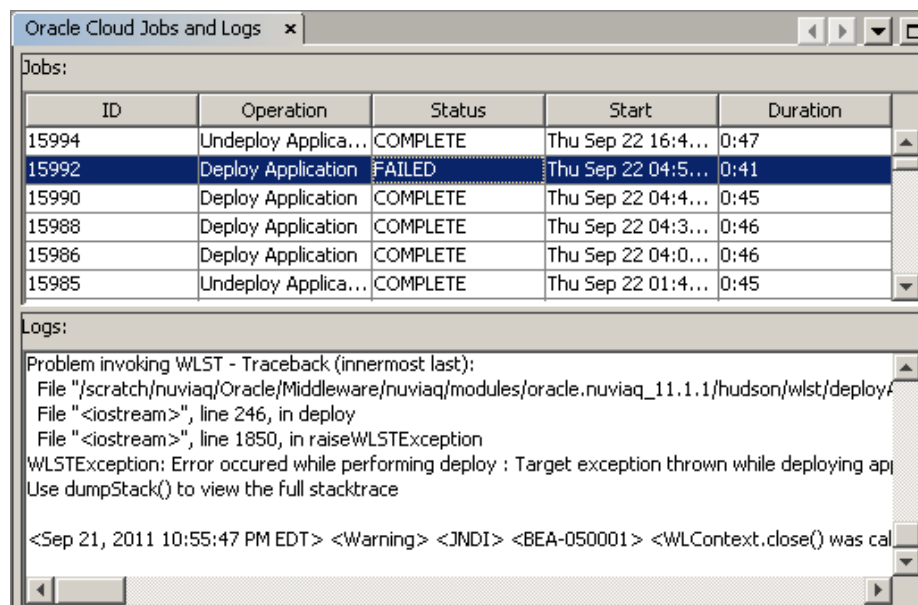 Oracle Cloud Jobs and Logs
Jobs:
ID Operation Status Start Duration
15994 Undeploy Applica... COMPLETE Thu Sep 22 16:4... 0:47
15992 Deploy Application FAILED Thu Sep 22 04:5... 0:41
15990 Deploy Application COMPLETE Thu Sep 22 04:4... 0:45
15988 Deploy Application COMPLETE Thu Sep 22 04:3... 0:46
15986 Deploy Application COMPLETE Thu Sep 22 04:0... 0:46
15985 Undeploy Applica... COMPLETE Thu Sep 22 01:4... 0:45
Logs:
Problem invoking WLST - Traceback (innermost last):
File "/scratch/nuviaq/Oracle/Middleware/nuviaq/modules/oracle.nuviaq_11.1.1/hudson/wlst/deployA
File "<iostream>", line 246, in deploy
File "<iostream>", line 1850, in raiseWLSTException
WLSTException: Error occured while performing deploy : Target exception thrown while deploying app
Use dumpStack() to view the full stacktrace
<Sep 21, 2011 10:55:47 PM EDT> <Warning> <JNDI> <BEA-050001> <WLContext.close() was cal